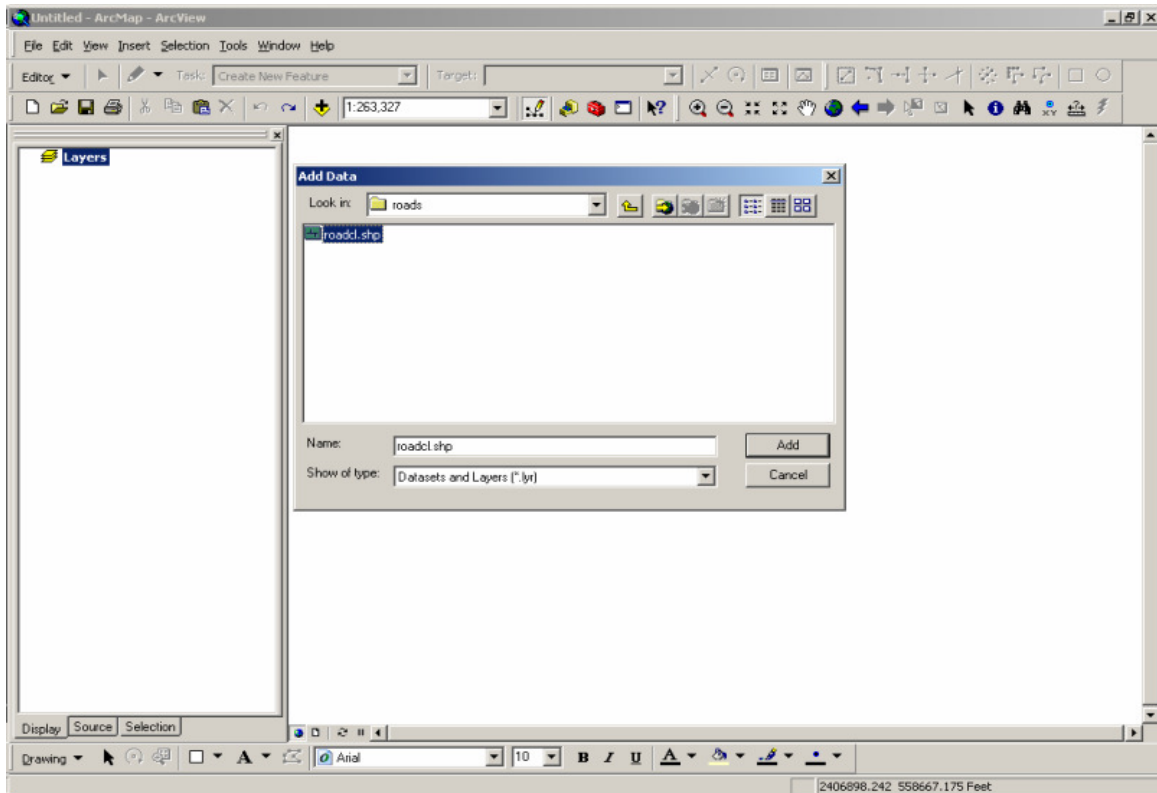 Untitled - ArcMap - ArcView
File Edit View Insert Selection Tools Window Help
Editor Task: Create New Feature Target:
1:263,327
Layers
Add Data
Look in: roads
roadcl.shp
Name: roadcl.shp Add
Show of type: Datasets and Layers (*.lyr) Cancel
Display Source Selection
Drawing A Arial 10 B I U A
2406898.242 558667.175 Feet